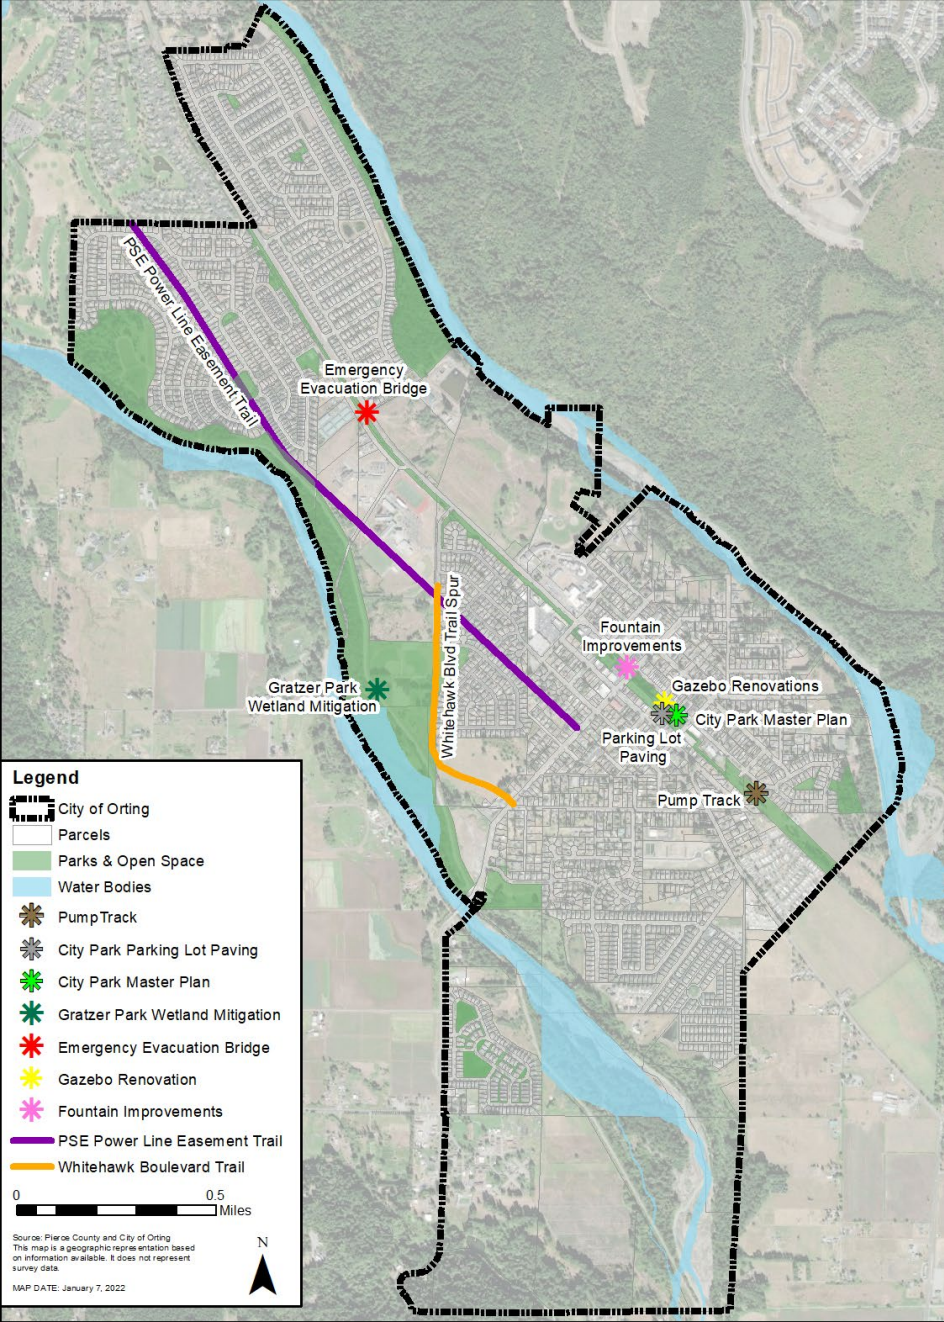 PSE Power Line Easement Trail
Emergency
Evacuation Bridge
Whitehawk Blvd Trail Spur
Fountain
Improvements
Gratzer Park
Wetland Mitigation
Gazebo Renovations
City Park Master Plan
Parking Lot
Paving
Pump Track
Legend
City of Orting
Parcels
Parks & Open Space
Water Bodies
PumpTrack
City Park Parking Lot Paving
City Park Master Plan
Gratzer Park Wetland Mitigation
Emergency Evacuation Bridge
Gazebo Renovation
Fountain Improvements
PSE Power Line Easement Trail
Whitehawk Boulevard Trail
0 0.5
Miles
Source: Pierce County and City of Orting
This map is a geographic representation based
on information available. It does not represent
survey data.
MAP DATE: January 7, 2022
N